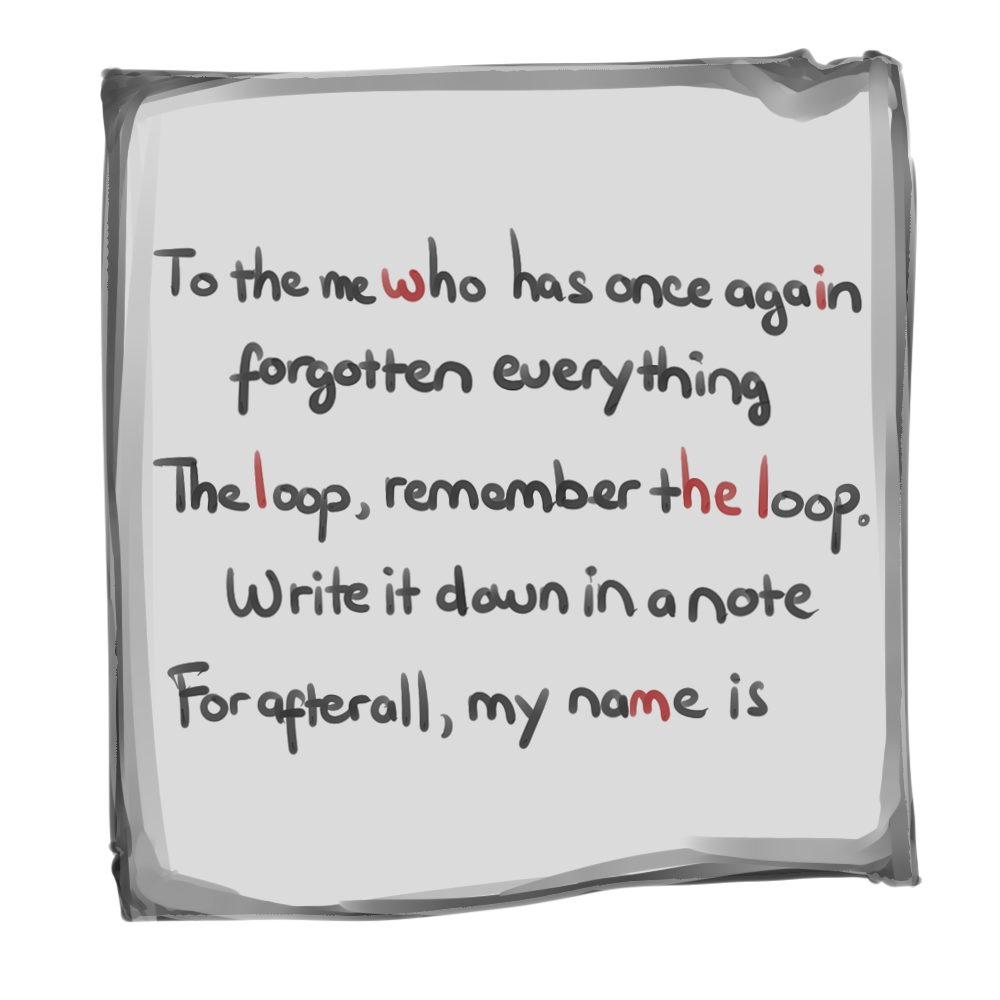 To the me who has once again
forgotten everything
The loop, remember the loop.
Write it down in a note
For afterall, my name is